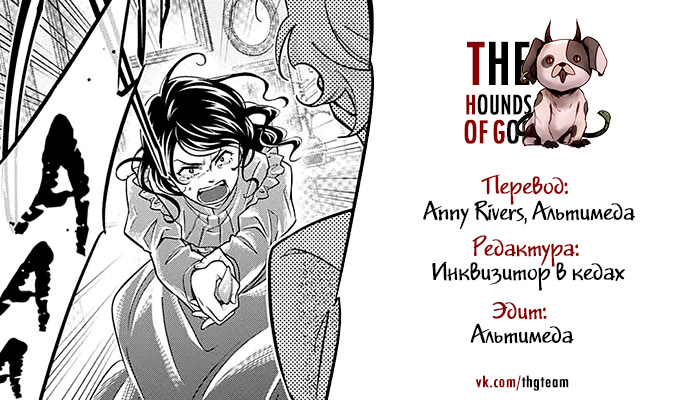 А
А
А
А
THE
HOUNDS
OF GO
Перевод:
Anny Rivers, Альтимеда
Редактура:
Инквизитор в кедах
Эдит:
Альтимеда
vk.com/thgteam